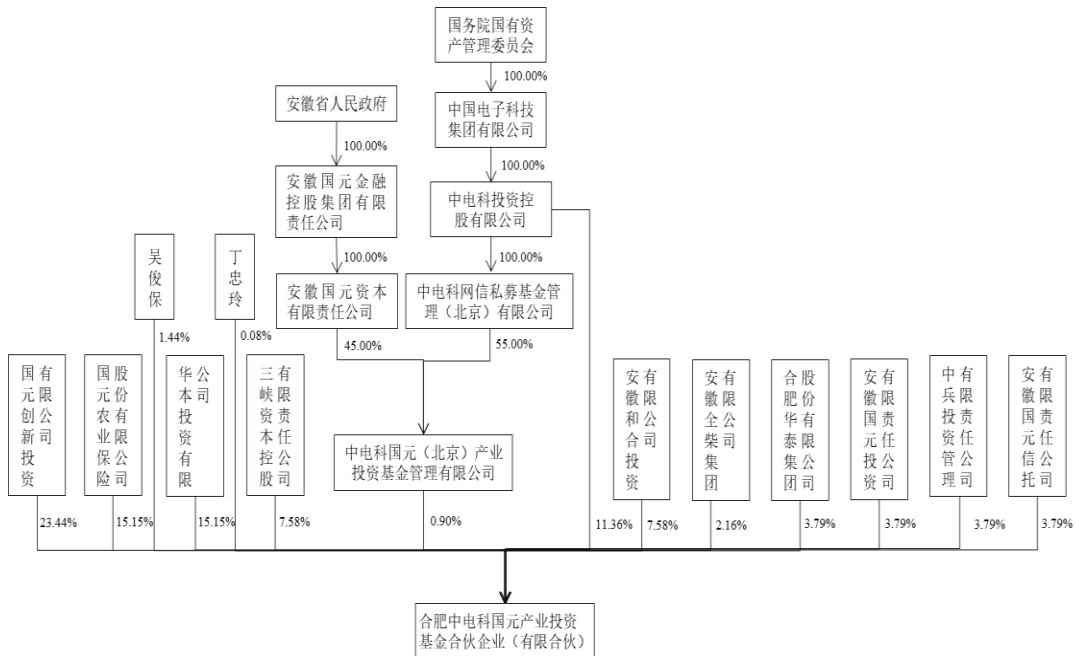 国务院国有资
产管理委员会
100.00%
安徽省人民政府
中国电子科技
集团有限公司
100.00%
100.00%
安徽国元金融
控股集团有限
责任公司
中电科投资控
股有限公司
吴俊保
丁忠玲
100.00%
100.00%
安徽国元资本
有限责任公司
中电科网信私募基金管
理（北京）有限公司
1.44%
0.08%
45.00%
55.00%
国元创新投资
有限公司
国元农业保险
股份有限公司
华本投资有限
公司
三峡资本控股
有限责任公司
中电科国元（北京）产业
投资基金管理有限公司
安徽和合投资
有限公司
安徽全柴集团
有限公司
合肥华泰集团
股份有限公司
安徽国元投资
有限责任公司
中兵投资管理
有限责任公司
安徽国元信托
有限责任公司
23.44%
15.15%
15.15%
7.58%
0.90%
11.36%
7.58%
2.16%
3.79%
3.79%
3.79%
3.79%
合肥中电科国元产业投资
基金合伙企业（有限合伙）